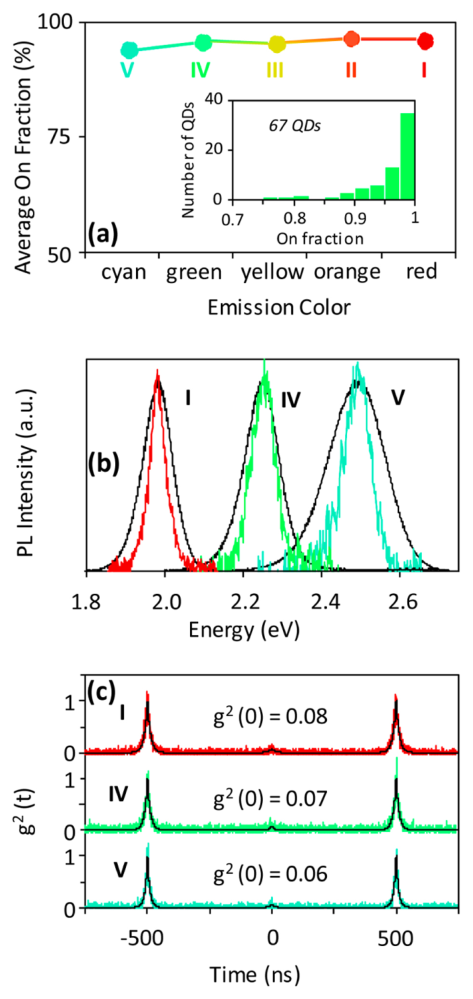 100
75
50
Average On Fraction (%)
V IV III II I
40
20
0
Number of QDs
67 QDs
0.7 0.8 0.9 1
On fraction
(a)
cyan green yellow orange red
Emission Color
PL Intensity (a.u.)
I IV V
(b)
1.8 2.0 2.2 2.4 2.6
Energy (eV)
(c)
g² (t)
1
I
g² (0) = 0.08
0
1
IV
g² (0) = 0.07
0
1
V
g² (0) = 0.06
0
-500 0 500
Time (ns)